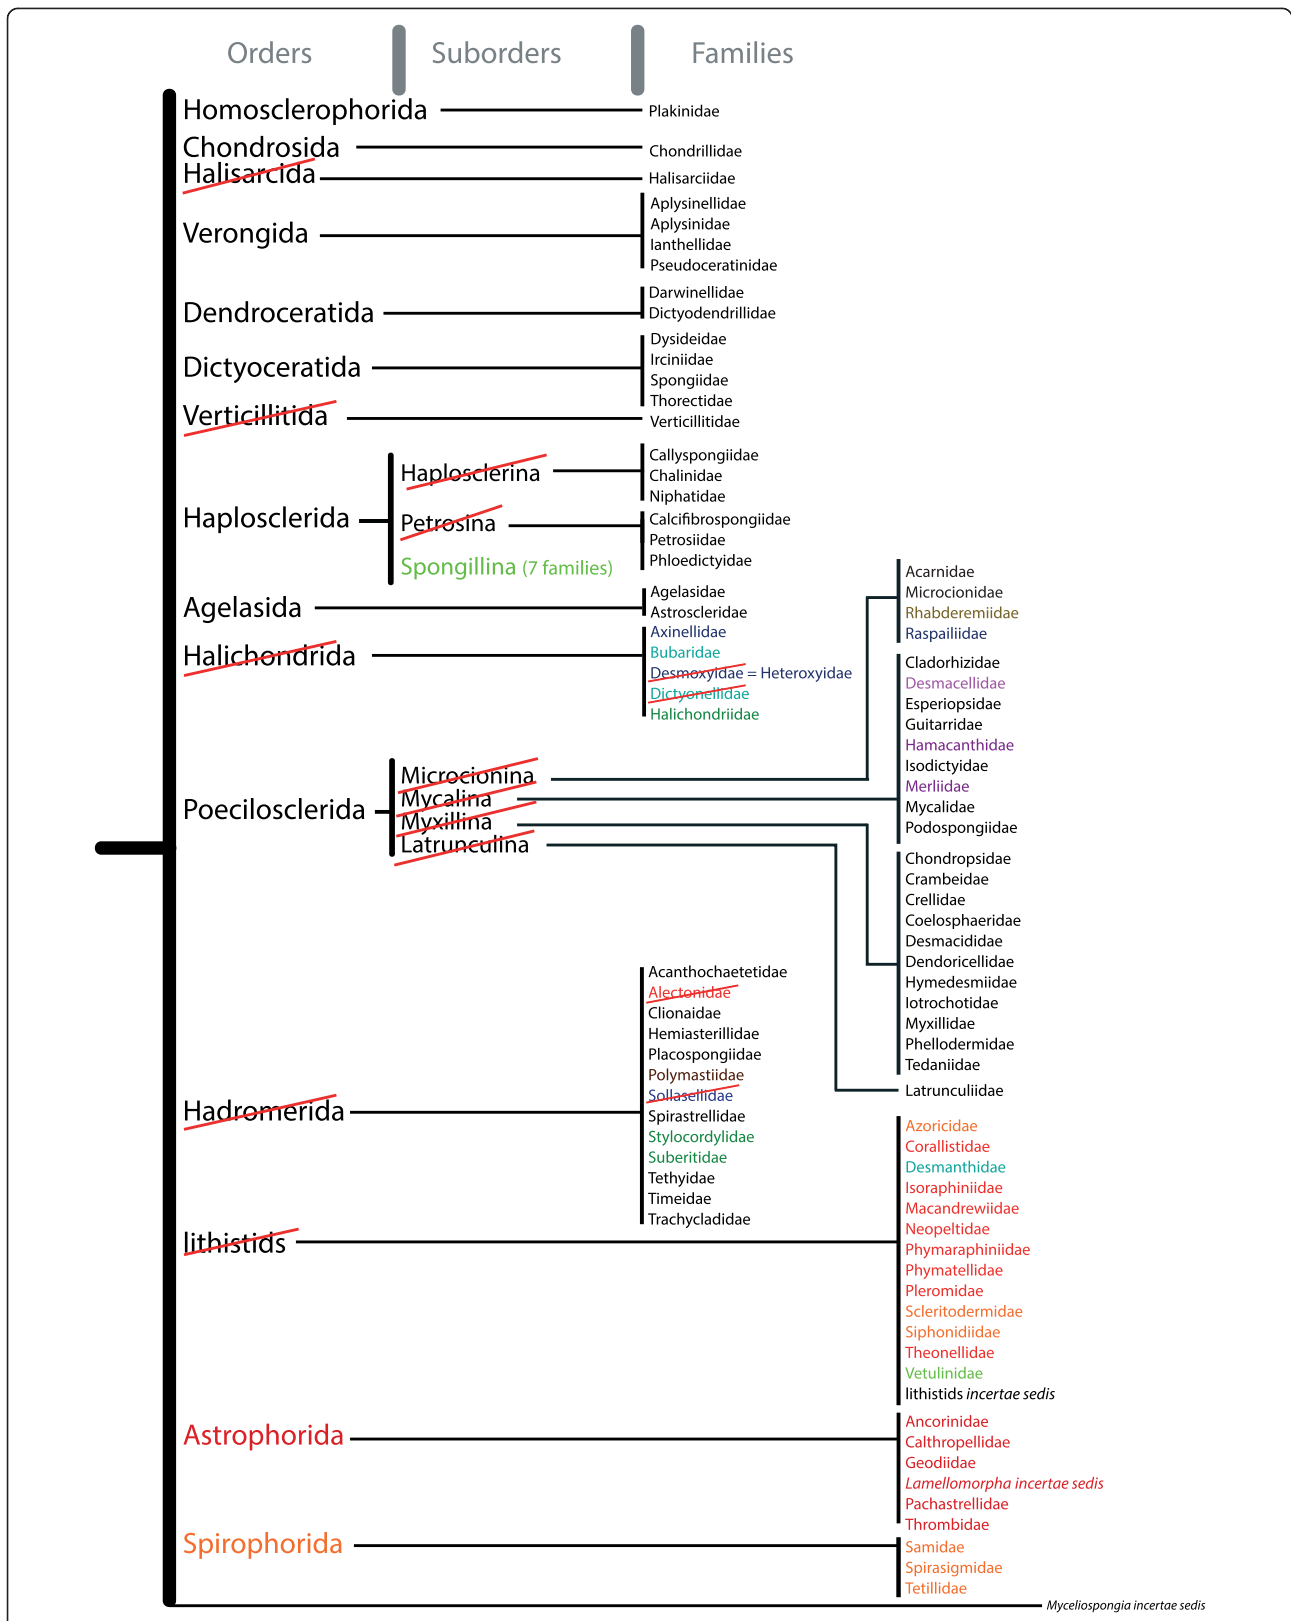 Orders
Suborders
Families
Homosclerophorida
Plakinidae
Chondrosida
Chondrillidae
Halisarcida
Halisarciidae
Verongida
Aplysinellidae
Aplysinidae
Ianthellidae
Pseudoceratinidae
Dendroceratida
Darwinellidae
Dictyodendrillidae
Dictyoceratida
Dysideidae
Irciniidae
Spongiidae
Thorectidae
Verticillitida
Verticillitidae
Haplosclerida
Haplosclerina
Callyspongiidae
Chalinidae
Niphatidae
Petrosina
Calcifibrospongiidae
Petrosiidae
Phloedictyidae
Spongillina (7 families)
Agelasida
Agelasidae
Astroscleridae
Halichondrida
Axinellidae
Bubaridae
Desmoxyidae = Heteroxyidae
Dictyonellidae
Halichondriidae
Poecilosclerida
Microcionina
Mycalina
Myxillina
Latrunculina
Acarnidae
Microcionidae
Rhabderemiidae
Raspailiidae
Cladorhizidae
Desmacellidae
Esperiopsidae
Guitarridae
Hamacanthidae
Isodictyidae
Merliidae
Mycalidae
Podospongiidae
Chondropsidae
Crambeidae
Crellidae
Coelosphaeridae
Desmacididae
Dendoricellidae
Hymedesmiidae
Iotrochotidae
Myxillidae
Phellodermidae
Tedaniidae
Latrunculiidae
Hadromerida
Acanthochaetetidae
Alectonidae
Clionaidae
Hemiasterillidae
Placospongiidae
Polymastiidae
Sollasellidae
Spirastrellidae
Stylocordylidae
Suberitidae
Tethyidae
Timeidae
Trachycladidae
lithistids
Azoricidae
Corallistidae
Desmanthidae
Isoraphiniidae
Macandrewiidae
Neopeltidae
Phymaraphiniidae
Phymatellidae
Pleromidae
Scleritodermidae
Siphonidiidae
Theonellidae
Vetulinidae
lithistids incertae sedis
Astrophorida
Ancorinidae
Calthropellidae
Geodiidae
Lamellomorpha incertae sedis
Pachastrellidae
Thrombidae
Spirophorida
Samidae
Spirasigmidae
Tetillidae
Myceliospongia incertae sedis